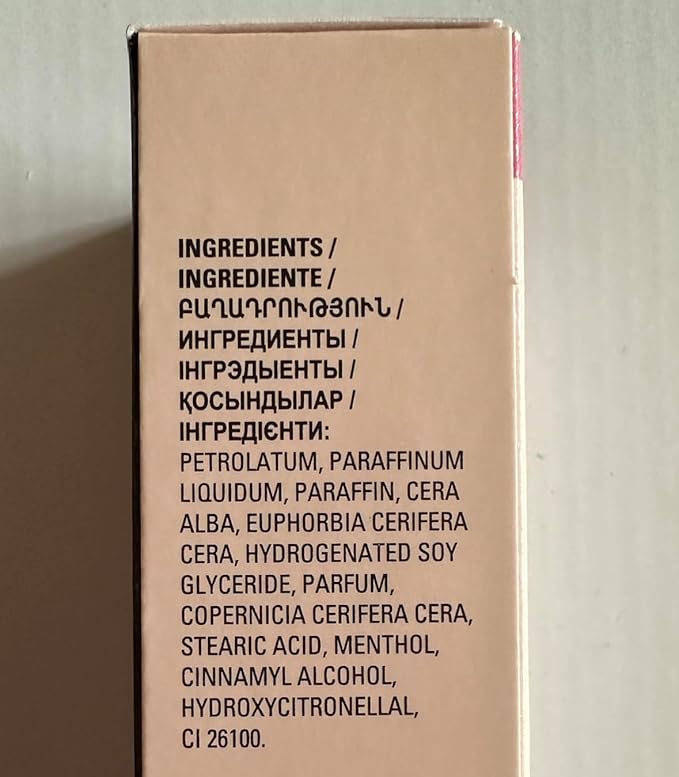 INGREDIENTS /
INGREDIENTE /
ԲԱՂԱԴՐՈՒԹՅՈՒՆ /
ИНГРЕДИЕНТЫ /
ІНГРЭДЫЕНТЫ /
ҚОСЫНДЫЛАР /
ІНГРЕДІЄНТИ:
PETROLATUM, PARAFFINUM
LIQUIDUM, PARAFFIN, CERA
ALBA, EUPHORBIA CERIFERA
CERA, HYDROGENATED SOY
GLYCERIDE, PARFUM,
COPERNICIA CERIFERA CERA,
STEARIC ACID, MENTHOL,
CINNAMYL ALCOHOL,
HYDROXYCITRONELLAL,
CI 26100.